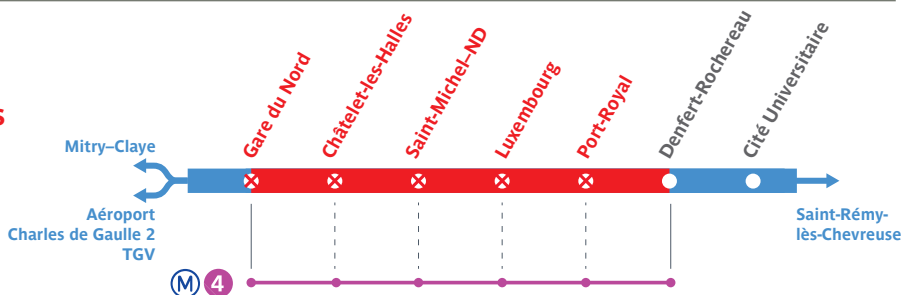 Gare du Nord
Châtelet-les-Halles
Saint-Michel–ND
Luxembourg
Port-Royal
Denfert-Rochereau
Cité Universitaire
s
Mitry–Claye
Aéroport
Charles de Gaulle 2
TGV
Saint-Rémy-
lès-Chevreuse
M 4